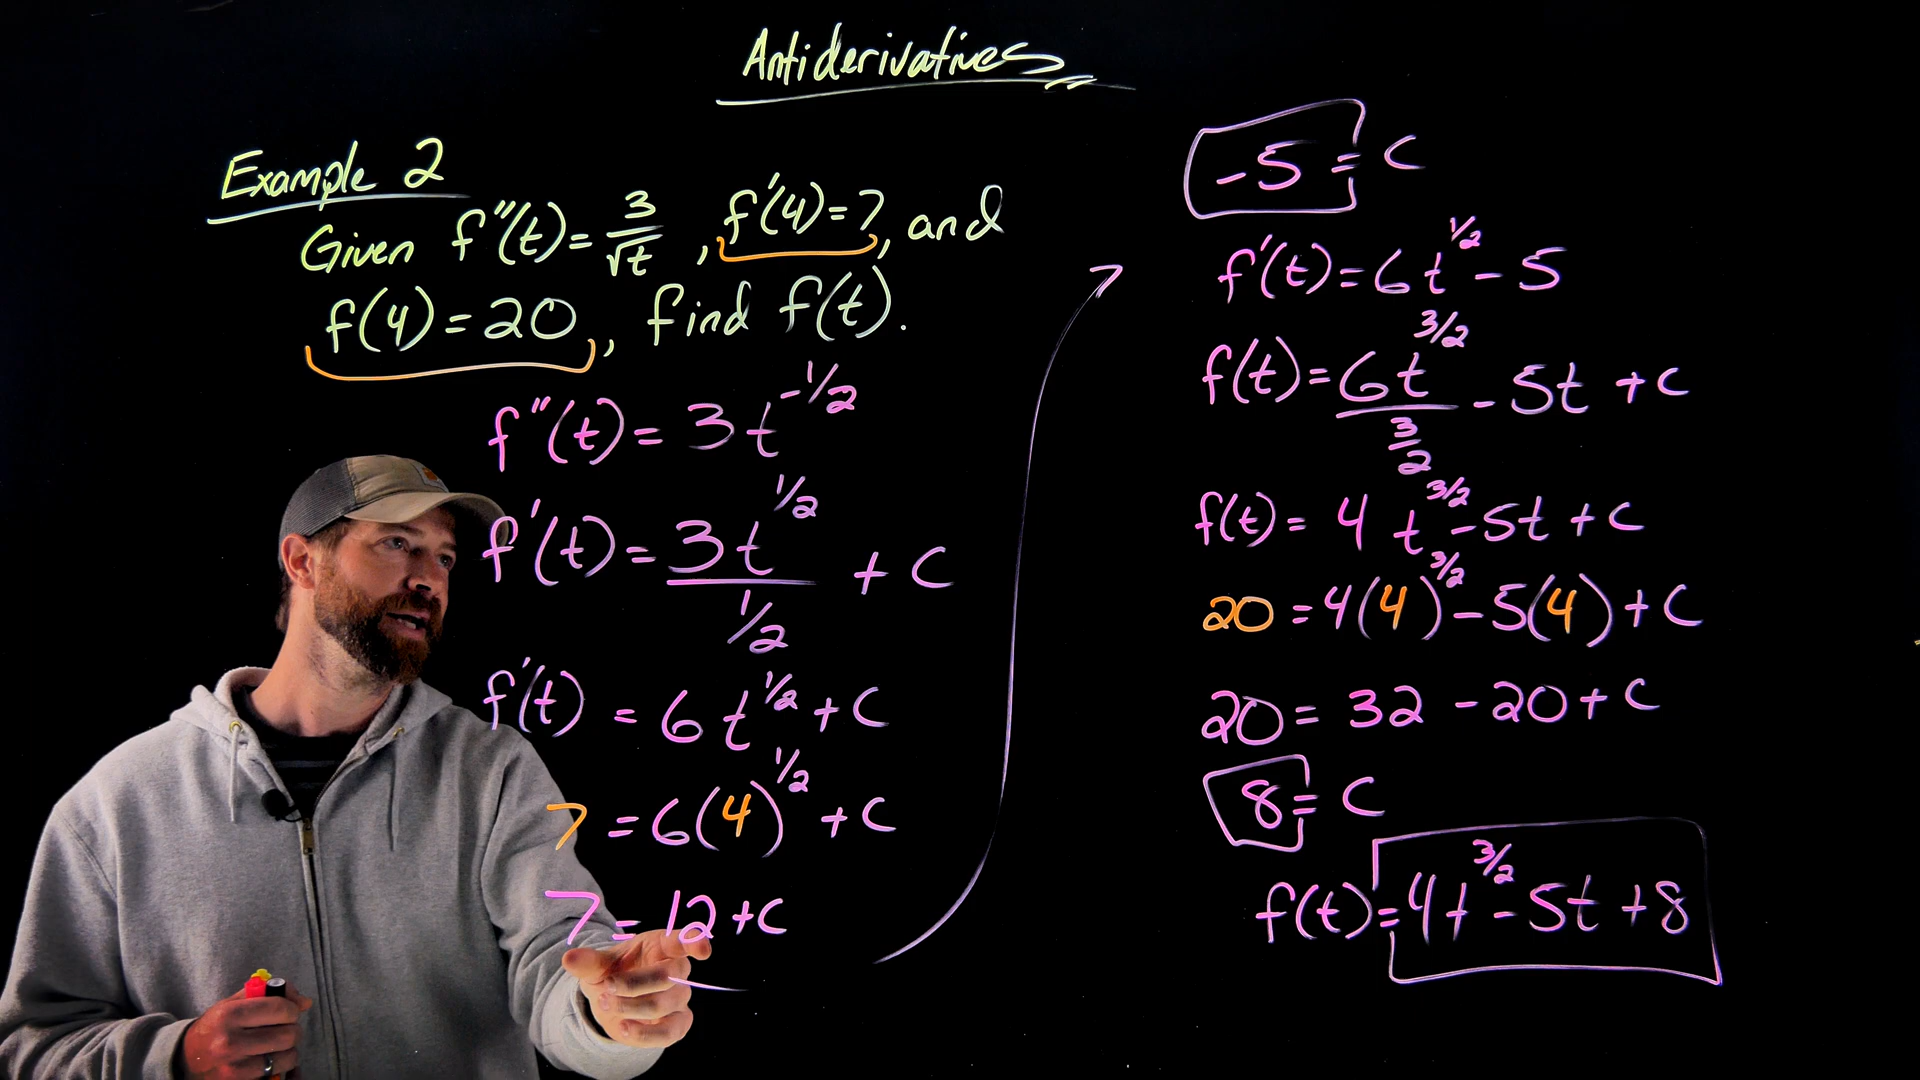 Antiderivatives
Example 2
Given f''(t) = 3/√t , f'(4) = 7, and
f(4) = 20, find f(t).
f''(t) = 3t^(-1/2)
f'(t) = 3t^(1/2) / (1/2) + C
f'(t) = 6t^(1/2) + C
7 = 6(4)^(1/2) + C
7 = 12 + C
-5 = C
f'(t) = 6t^(1/2) - 5
f(t) = 6t^(3/2) / (3/2) - 5t + C
f(t) = 4 t^(3/2) - 5t + C
20 = 4(4)^(3/2) - 5(4) + C
20 = 32 - 20 + C
8 = C
f(t) = 4t^(3/2) - 5t + 8